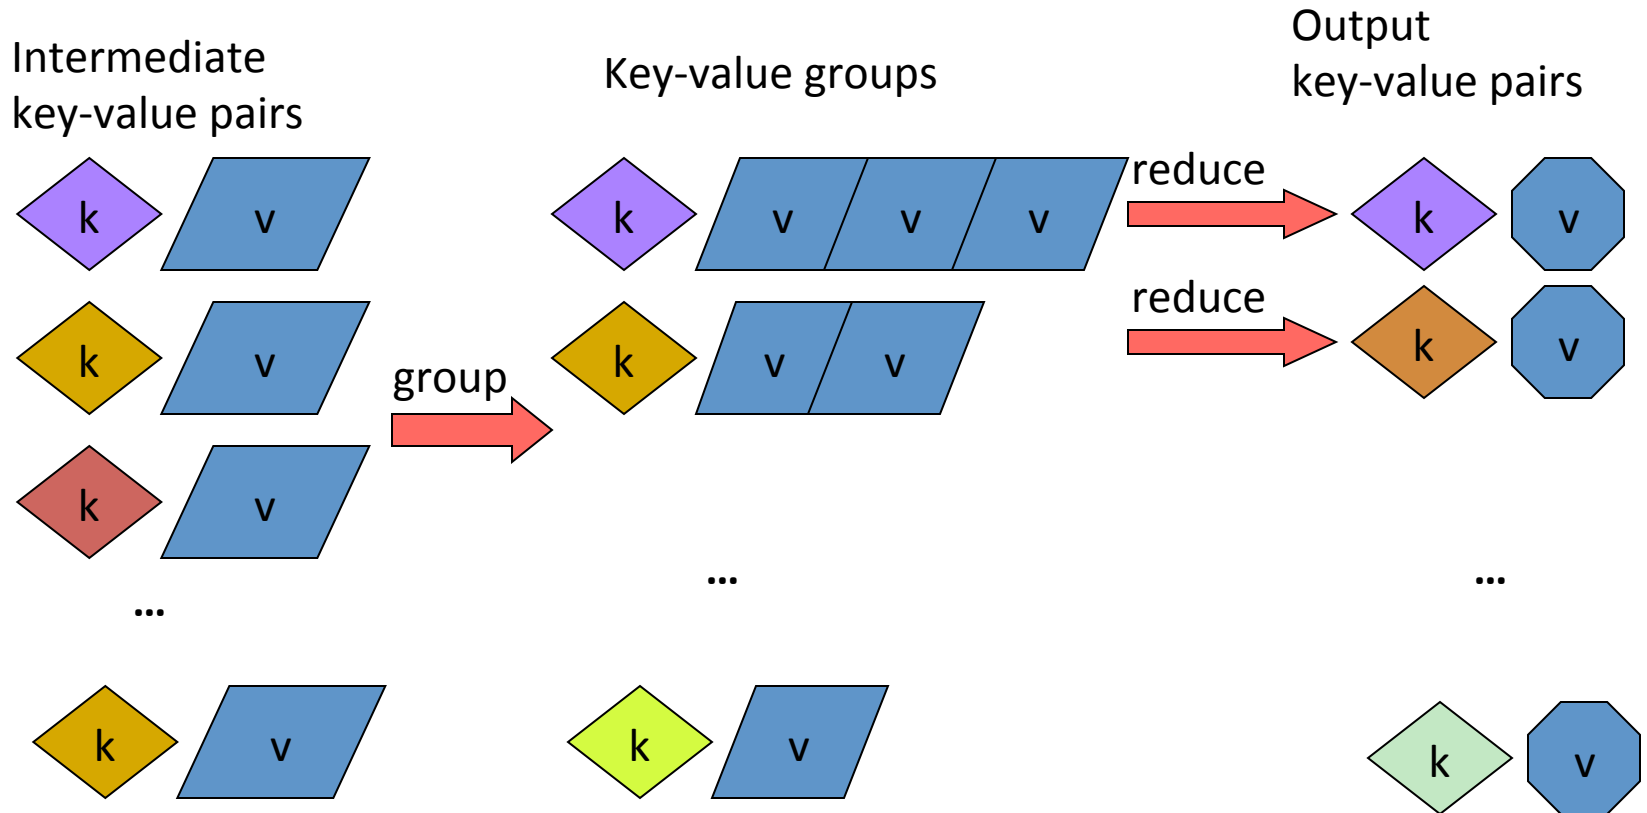 Intermediate
key-value pairs
Key-value groups
Output
key-value pairs
k v
k v v v
reduce
k v
k v
group
k v v
reduce
k v
k v
...
...
...
k v
k v
k v